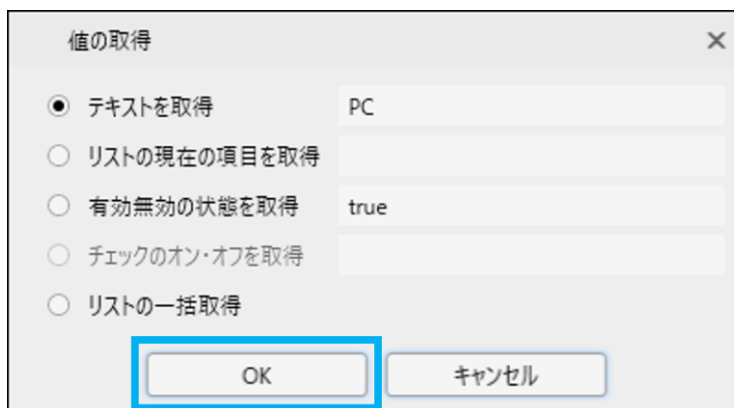 値の取得
テキストを取得 PC
リストの現在の項目を取得
有効無効の状態を取得 true
チェックのオン・オフを取得
リストの一括取得
OK キャンセル